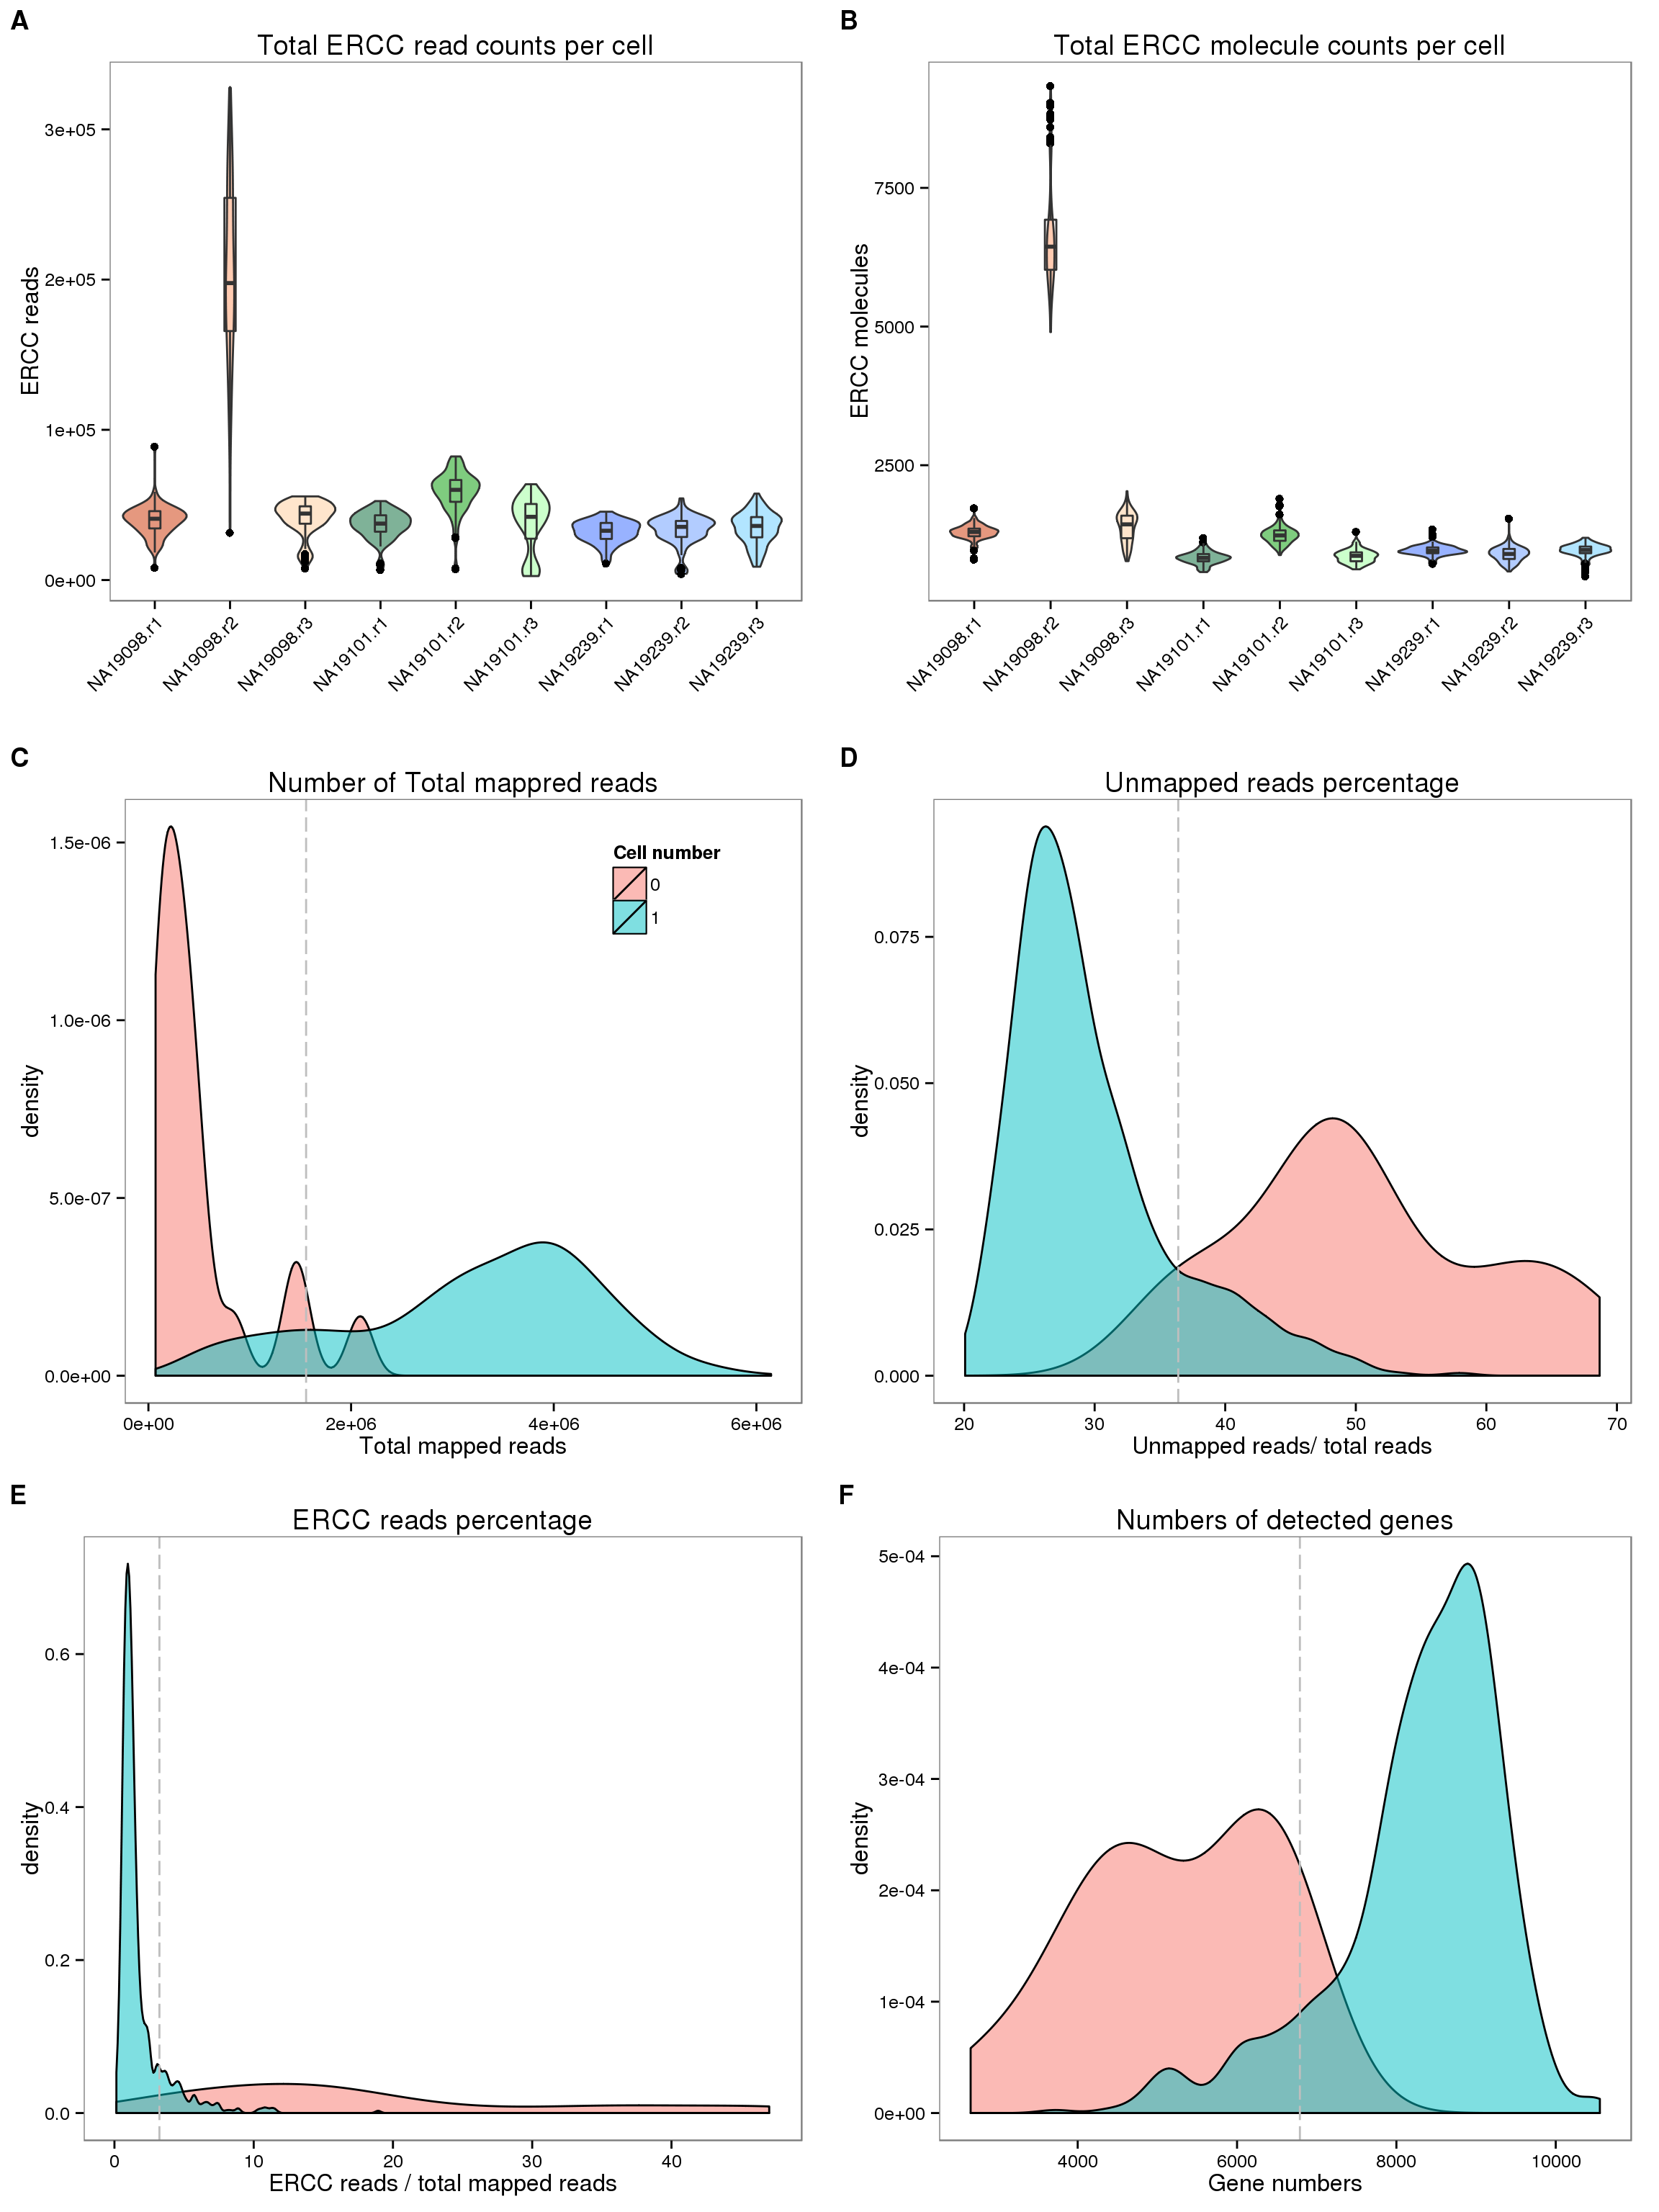 A
Total ERCC read counts per cell
ERCC reads
3e+05
2e+05
1e+05
0e+00
NA19098.r1
NA19098.r2
NA19098.r3
NA19101.r1
NA19101.r2
NA19101.r3
NA19239.r1
NA19239.r2
NA19239.r3
B
Total ERCC molecule counts per cell
ERCC molecules
7500
5000
2500
NA19098.r1
NA19098.r2
NA19098.r3
NA19101.r1
NA19101.r2
NA19101.r3
NA19239.r1
NA19239.r2
NA19239.r3
C
Number of Total mappred reads
density
1.5e-06
1.0e-06
5.0e-07
0.0e+00
Cell number
0
1
0e+00 2e+06 4e+06 6e+06
Total mapped reads
D
Unmapped reads percentage
density
0.075
0.050
0.025
0.000
20 30 40 50 60 70
Unmapped reads/ total reads
E
ERCC reads percentage
density
0.6
0.4
0.2
0.0
0 10 20 30 40
ERCC reads / total mapped reads
F
Numbers of detected genes
density
5e-04
4e-04
3e-04
2e-04
1e-04
0e+00
4000 6000 8000 10000
Gene numbers